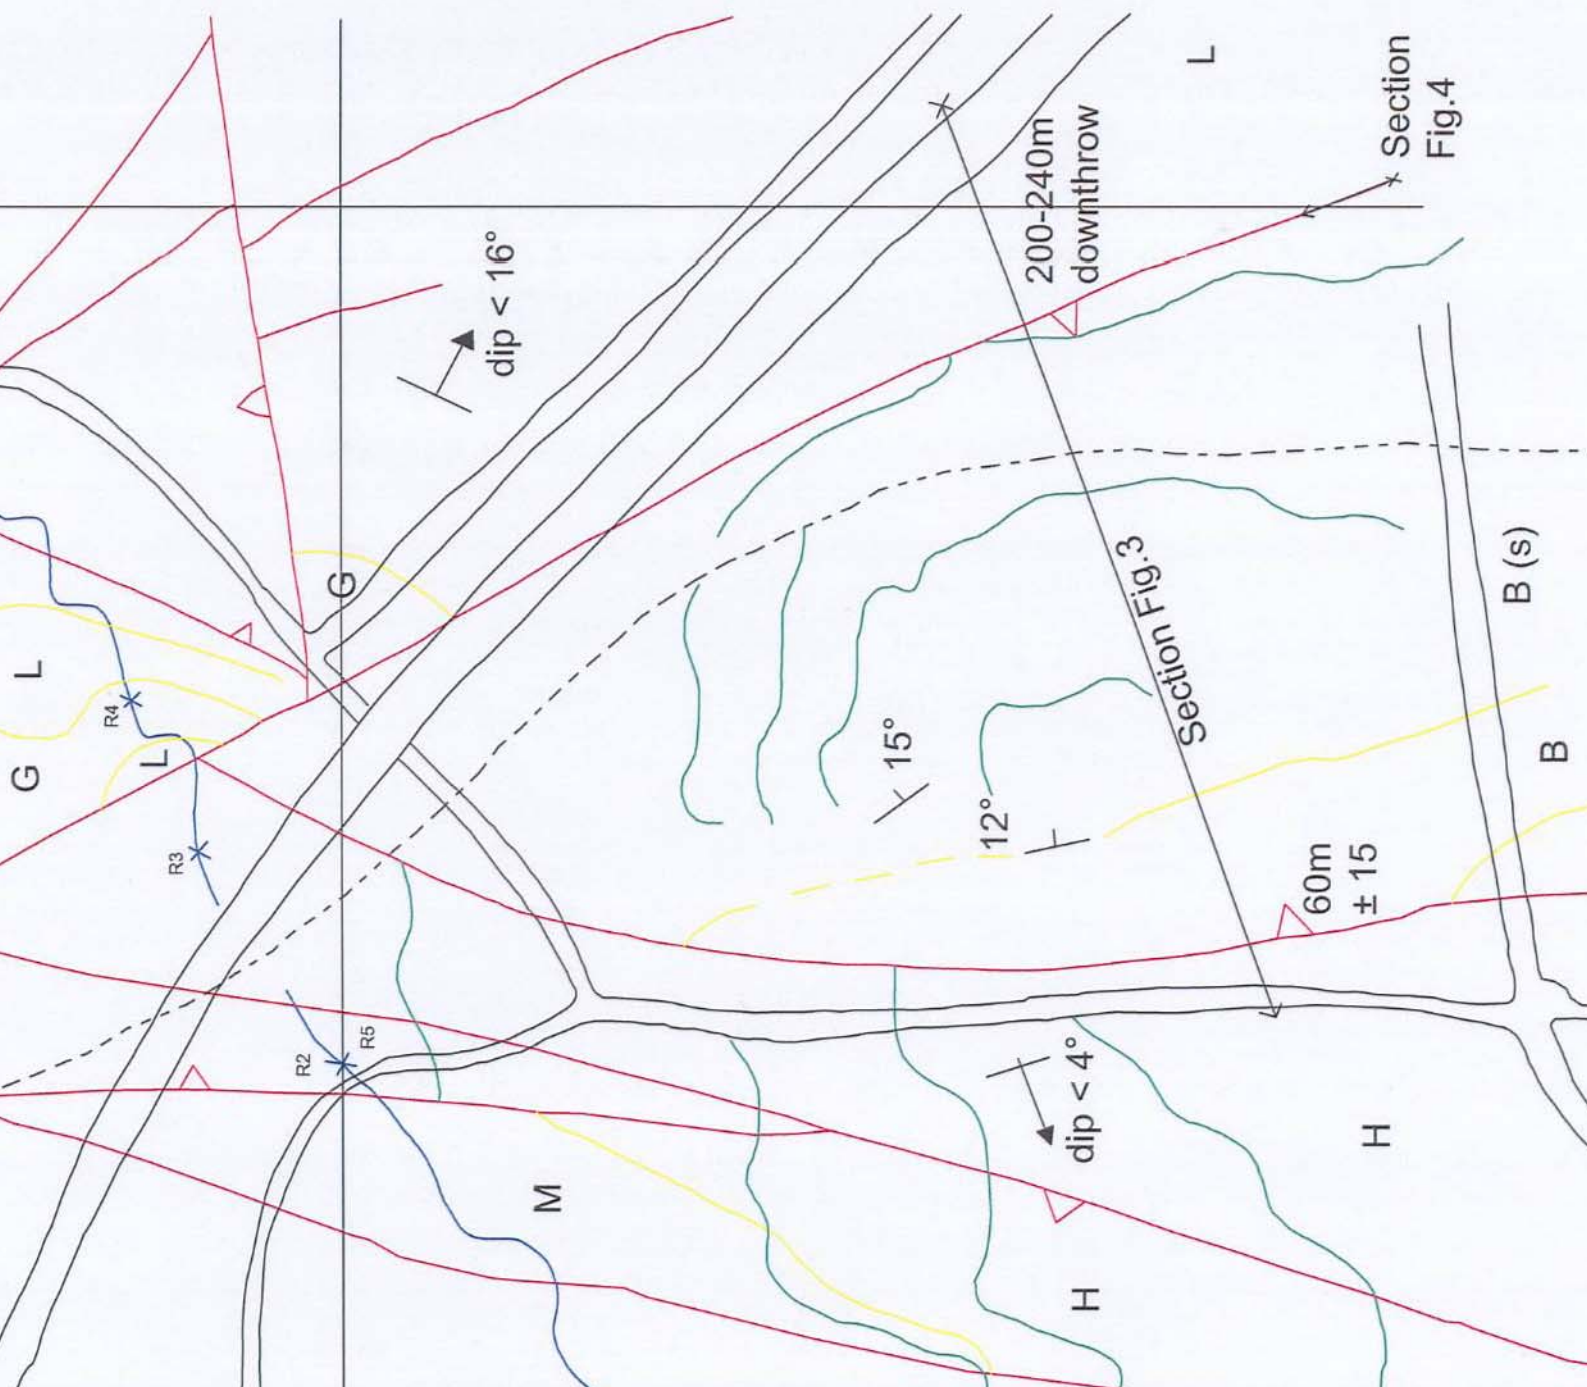 L
Section
Fig.4
200-240m
downthrow
dip < 16°
G
L
R4
G
L
R3
B (s)
Section Fig.3
15°
B
12°
60m
± 15
R2
R5
dip < 4°
H
M
H